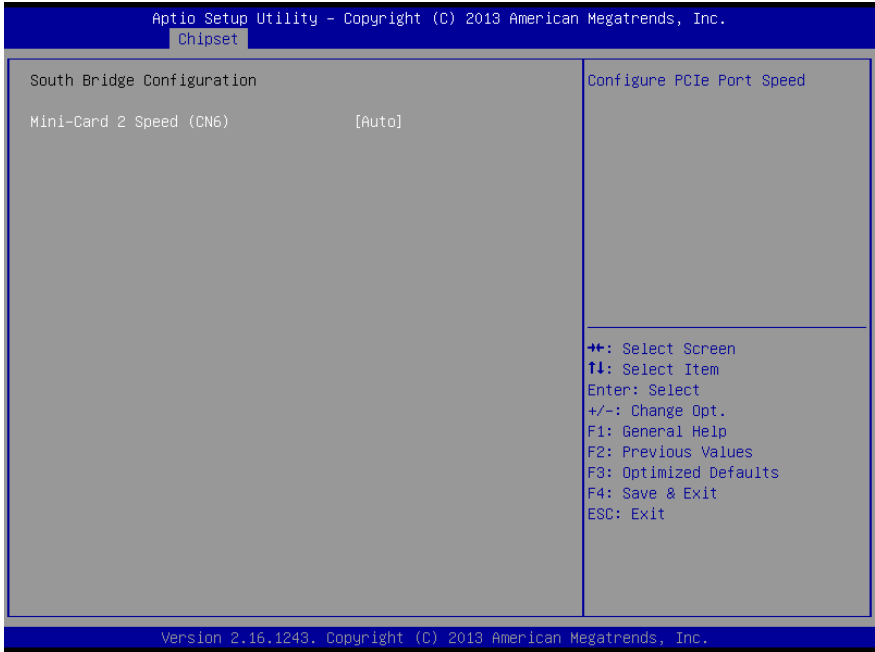 Aptio Setup Utility – Copyright (C) 2013 American Megatrends, Inc.
Chipset
South Bridge Configuration
Mini-Card 2 Speed (CN6) [Auto]
Configure PCIe Port Speed
→←: Select Screen
↑↓: Select Item
Enter: Select
+/-: Change Opt.
F1: General Help
F2: Previous Values
F3: Optimized Defaults
F4: Save & Exit
ESC: Exit
Version 2.16.1243. Copyright (C) 2013 American Megatrends, Inc.